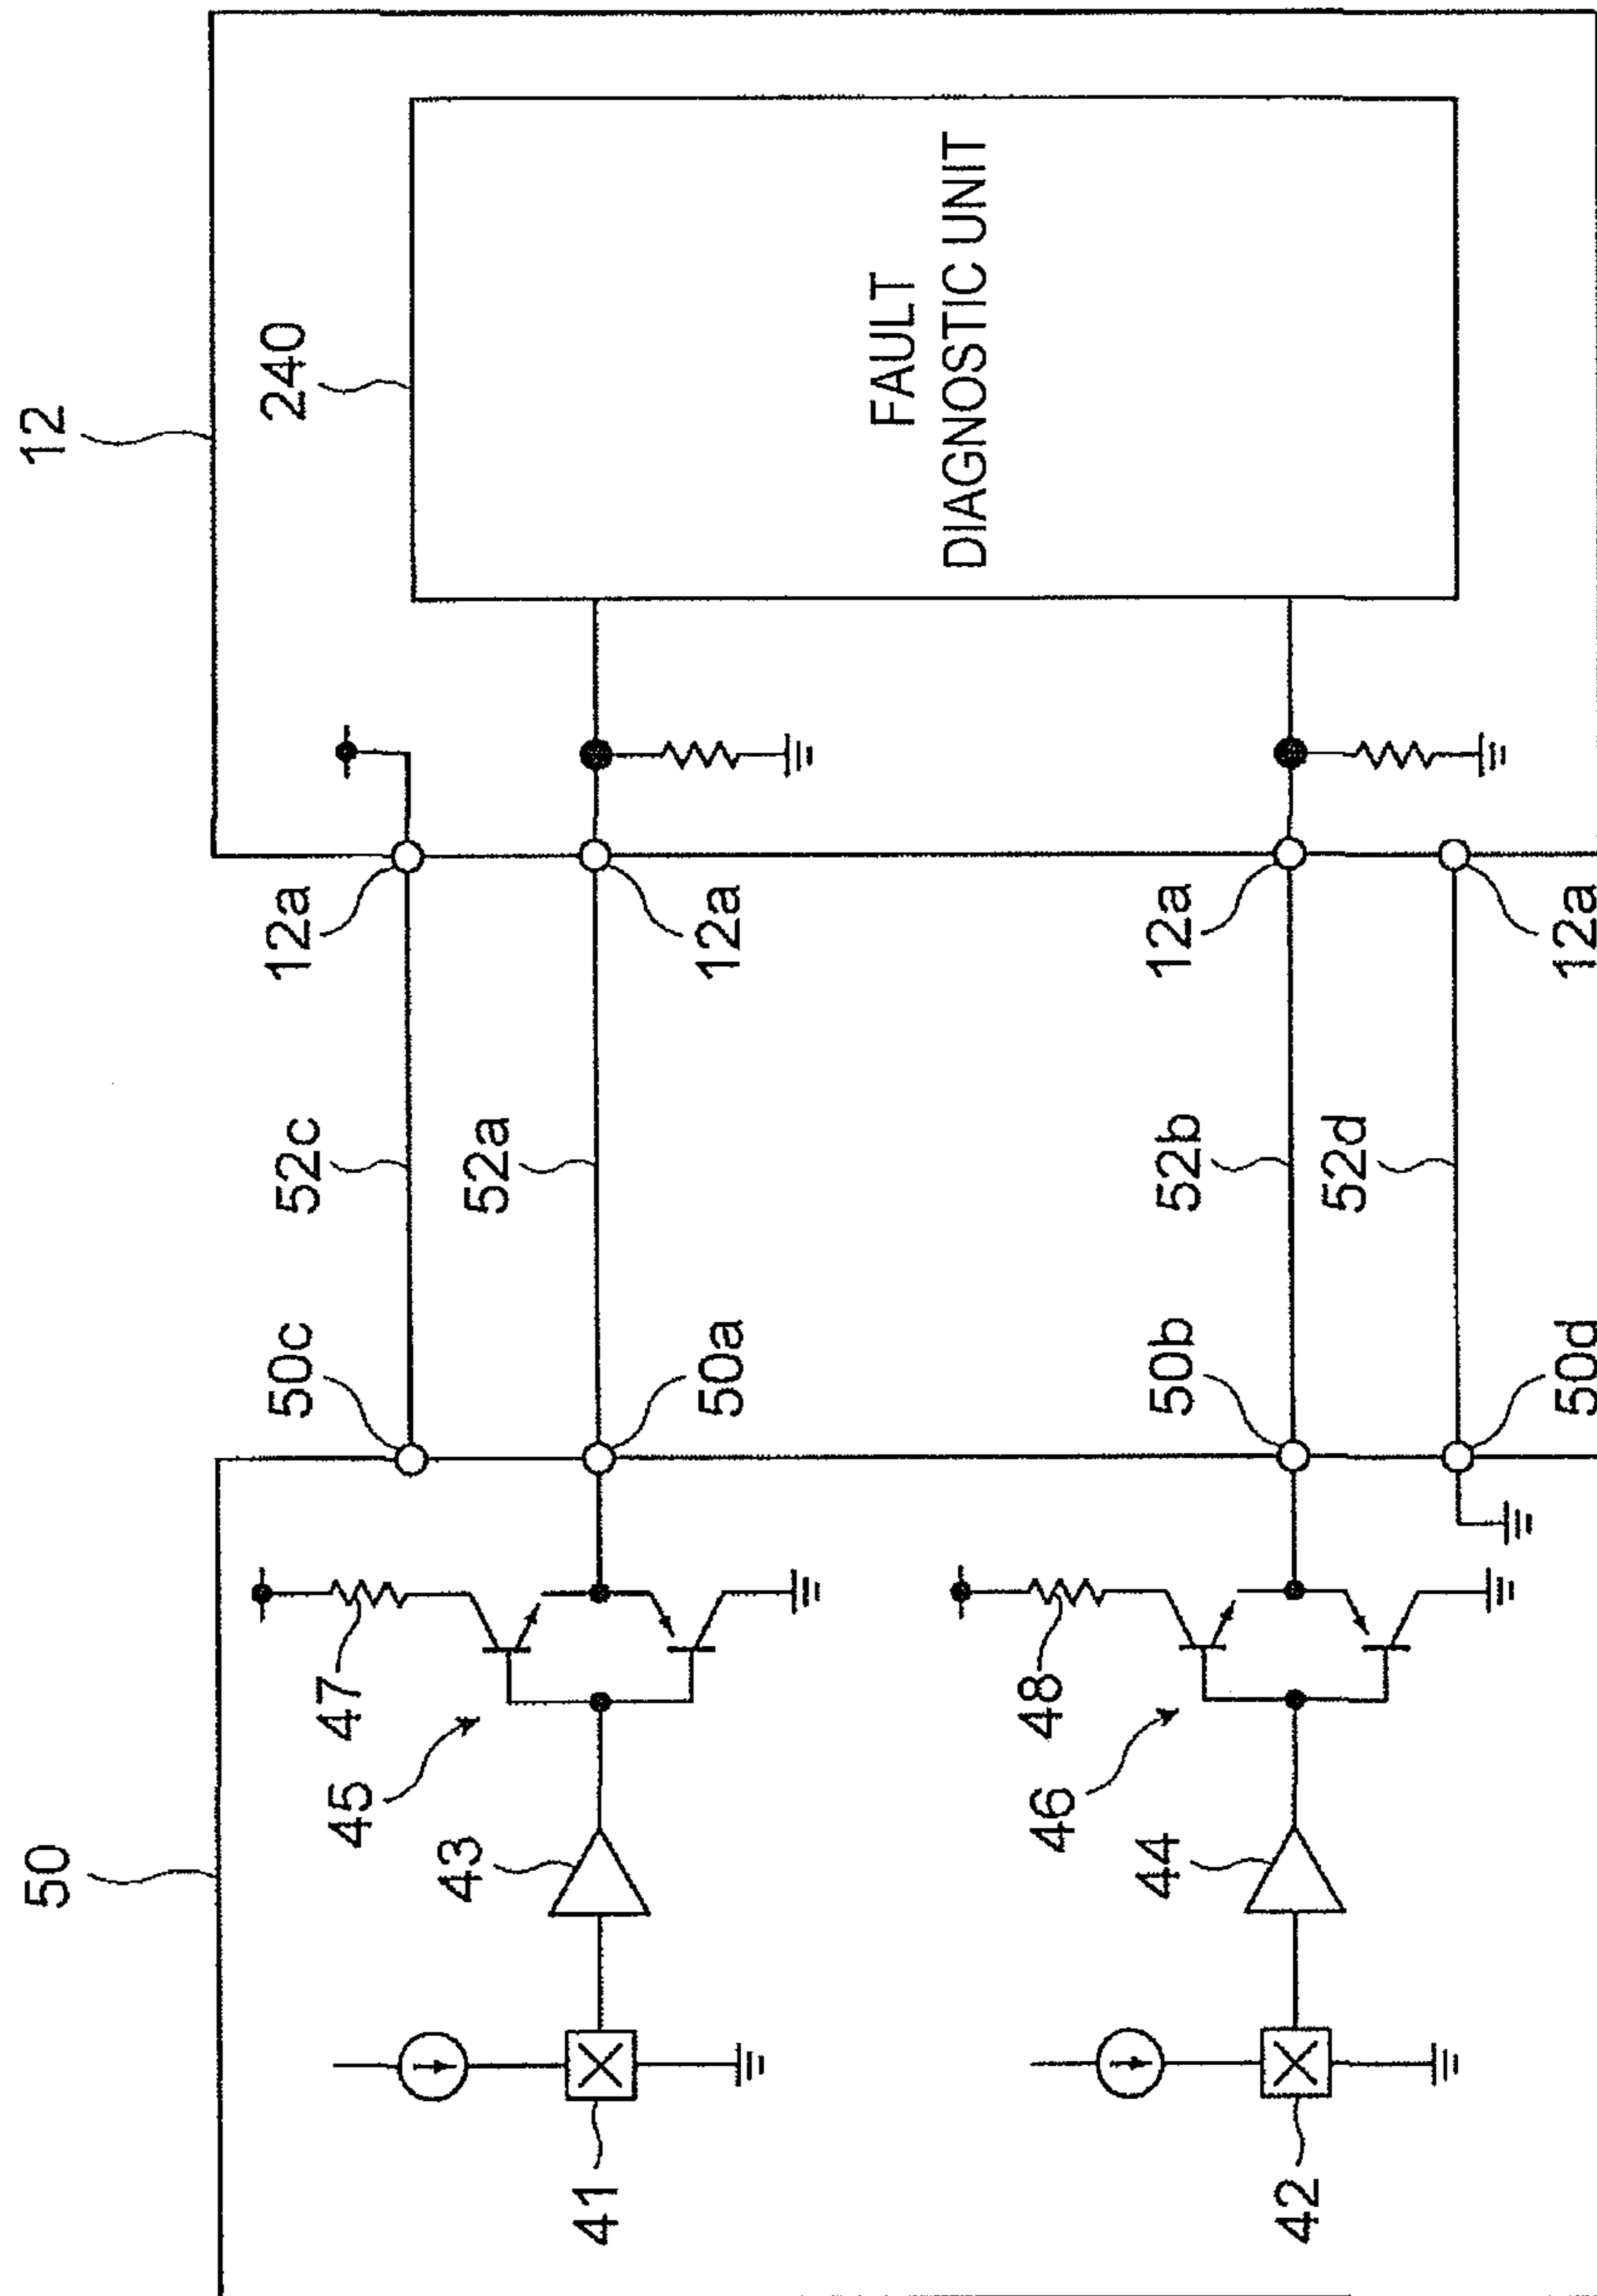 50
12
240
FAULT
DIAGNOSTIC UNIT
47
45
43
41
50c
52c
12a
50a
52a
12a
48
46
44
42
50b
52b
12a
50d
52d
12a